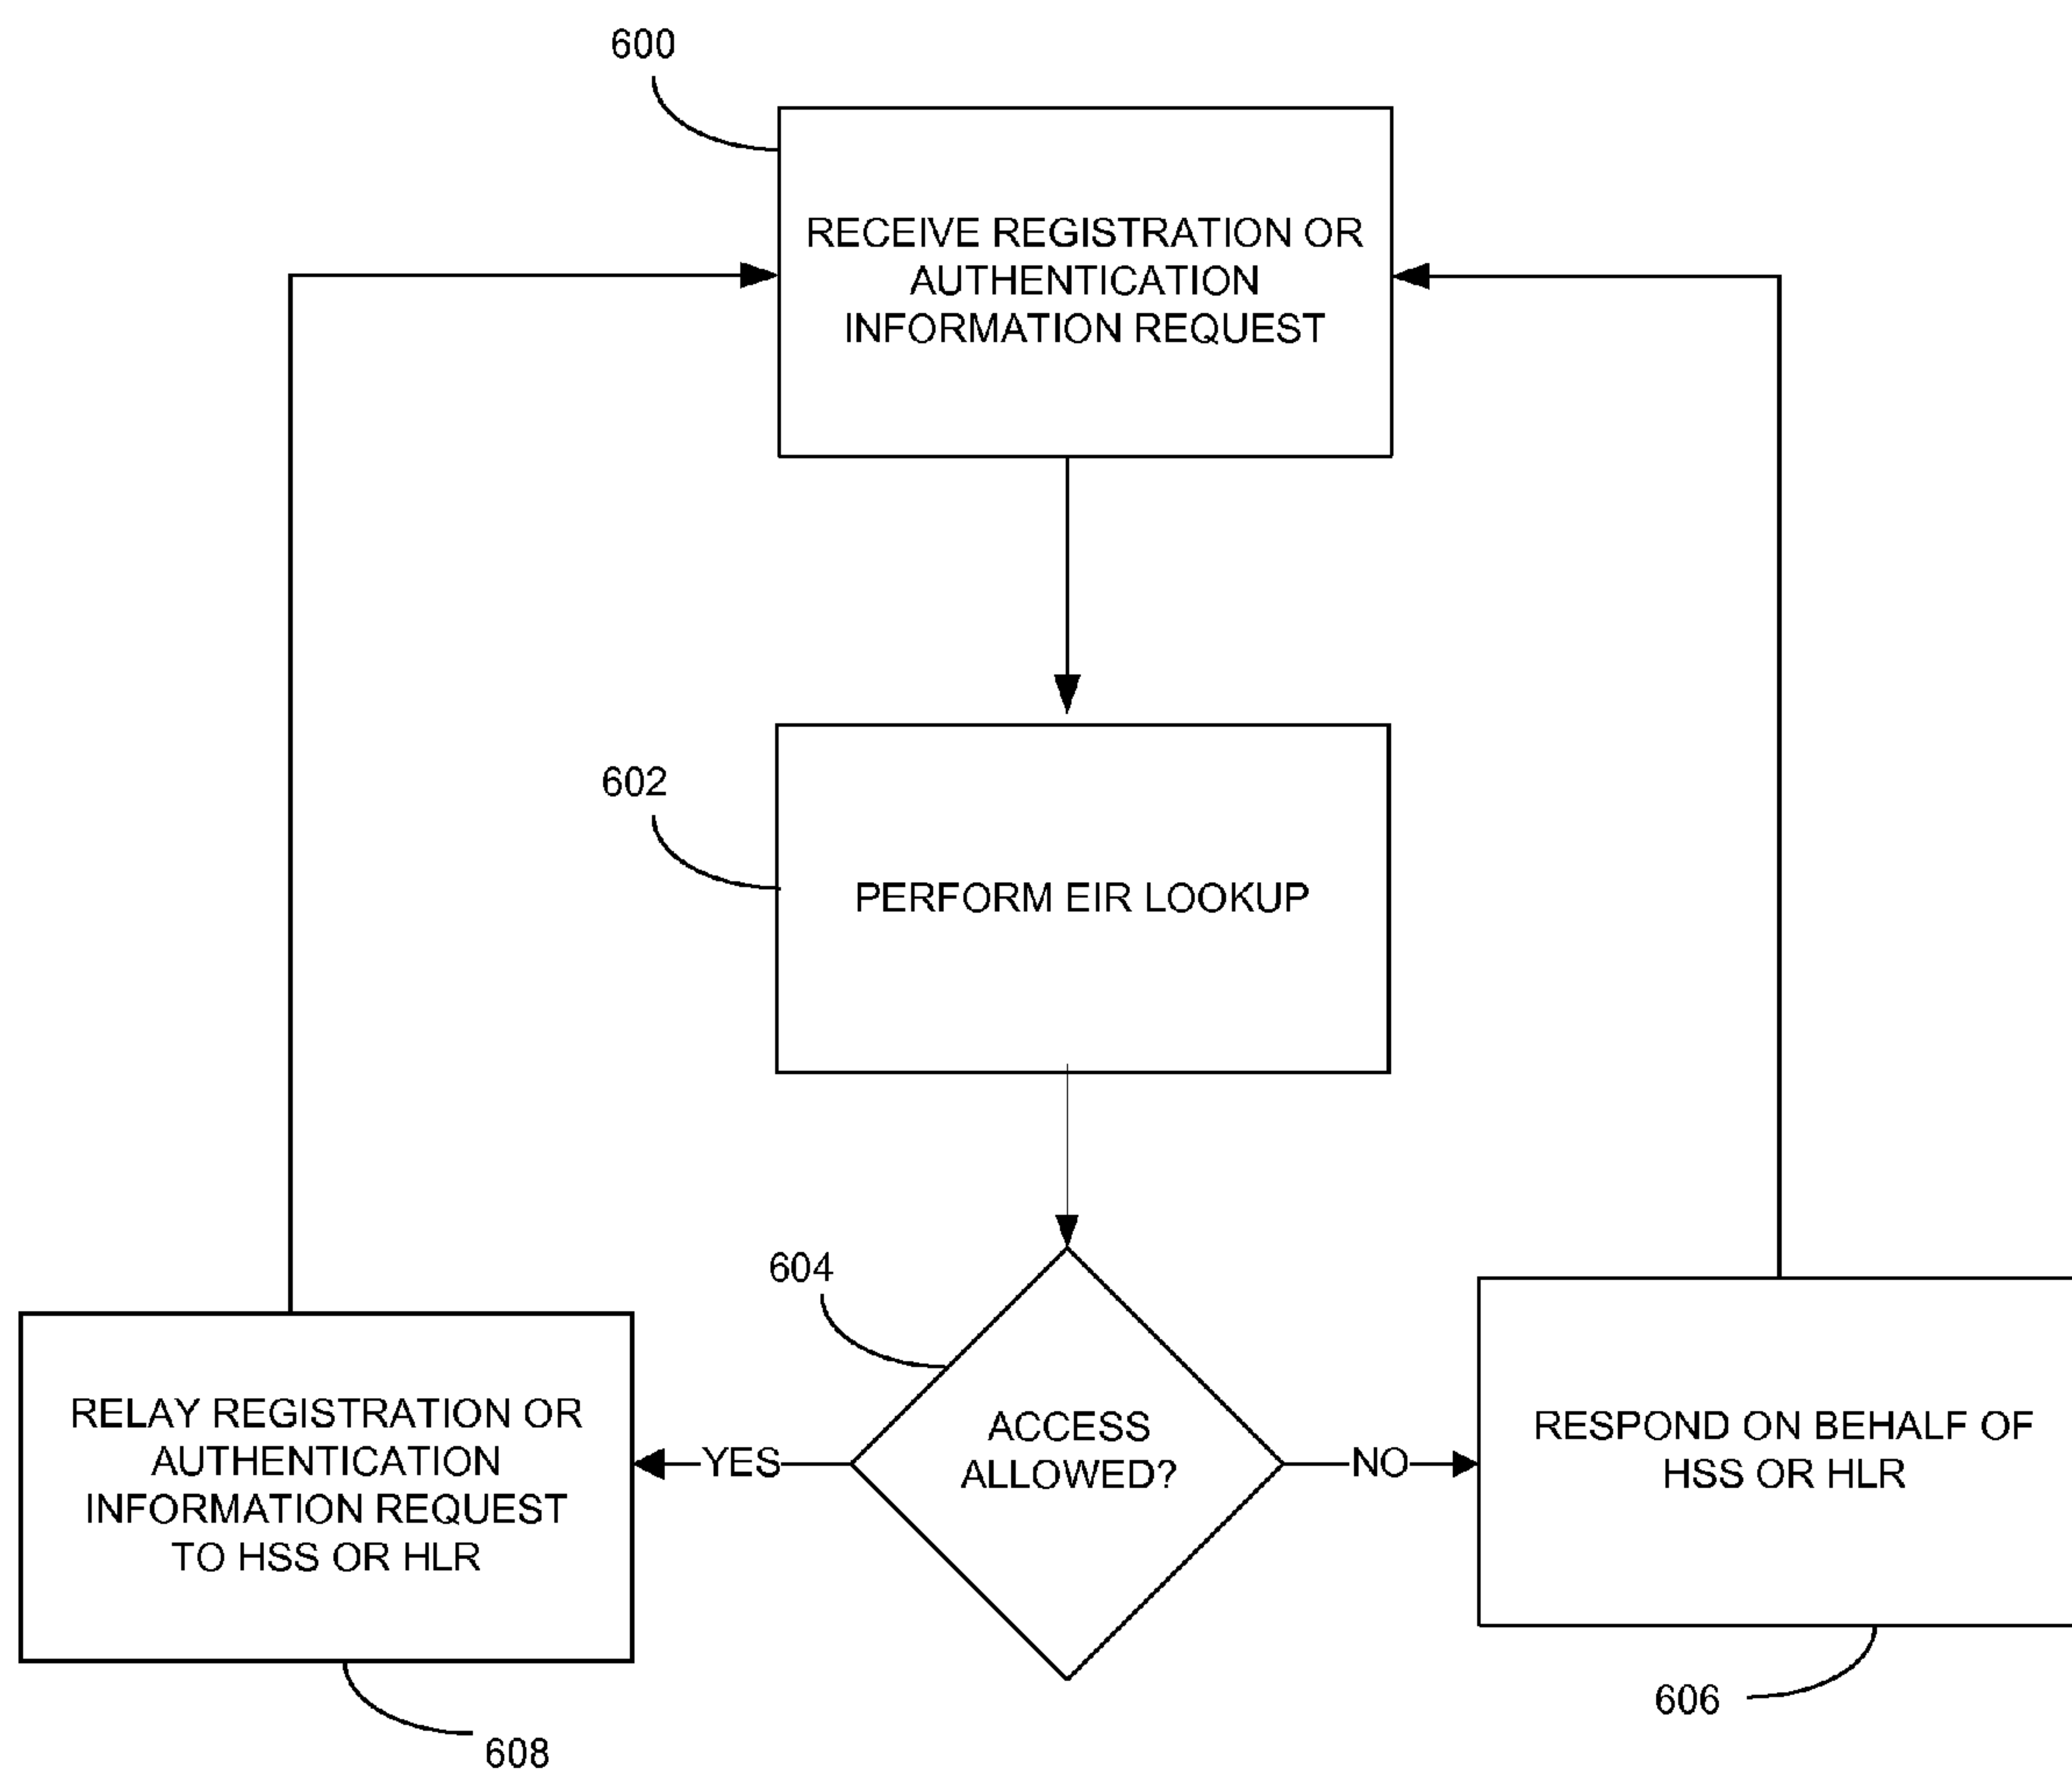 600
RECEIVE REGISTRATION OR
AUTHENTICATION
INFORMATION REQUEST
602
PERFORM EIR LOOKUP
604
ACCESS
ALLOWED?
YES
NO
RELAY REGISTRATION OR
AUTHENTICATION
INFORMATION REQUEST
TO HSS OR HLR
608
RESPOND ON BEHALF OF
HSS OR HLR
606